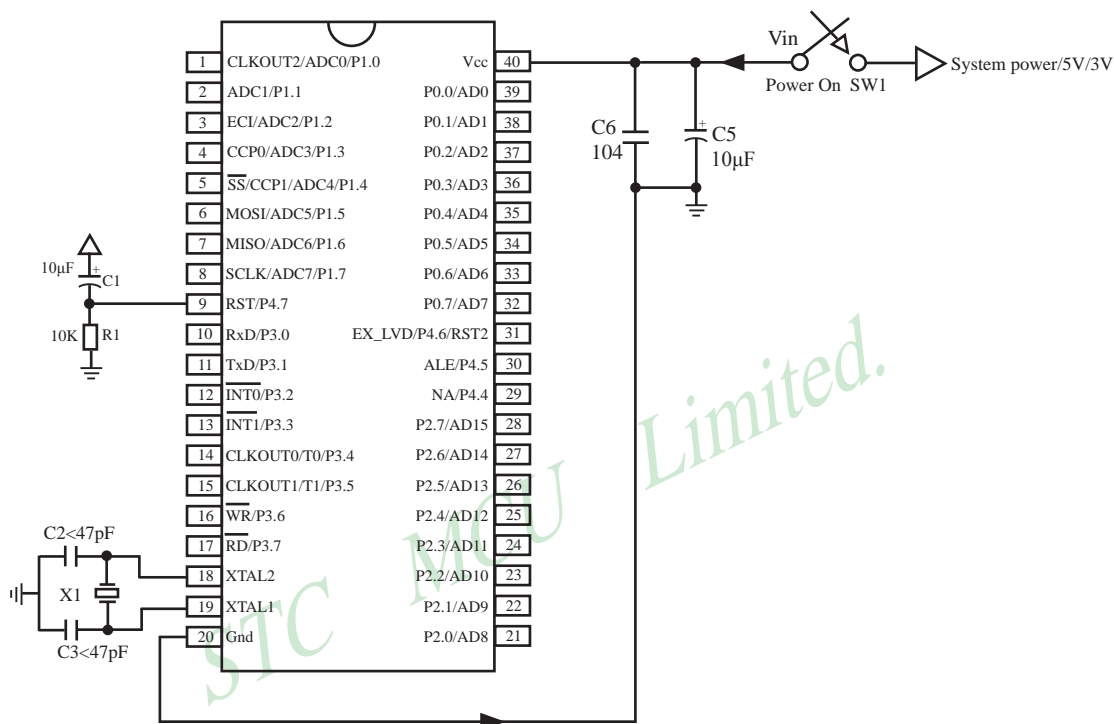 1 CLKOUT2/ADC0/P1.0 Vcc 40
2 ADC1/P1.1 P0.0/AD0 39
3 ECI/ADC2/P1.2 P0.1/AD1 38
4 CCP0/ADC3/P1.3 P0.2/AD2 37
5 SS/CCP1/ADC4/P1.4 P0.3/AD3 36
6 MOSI/ADC5/P1.5 P0.4/AD4 35
7 MISO/ADC6/P1.6 P0.5/AD5 34
8 SCLK/ADC7/P1.7 P0.6/AD6 33
9 RST/P4.7 P0.7/AD7 32
10 RxD/P3.0 EX_LVD/P4.6/RST2 31
11 TxD/P3.1 ALE/P4.5 30
12 INT0/P3.2 NA/P4.4 29
13 INT1/P3.3 P2.7/AD15 28
14 CLKOUT0/T0/P3.4 P2.6/AD14 27
15 CLKOUT1/T1/P3.5 P2.5/AD13 26
16 WR/P3.6 P2.4/AD12 25
17 RD/P3.7 P2.3/AD11 24
18 XTAL2 P2.2/AD10 23
19 XTAL1 P2.1/AD9 22
20 Gnd P2.0/AD8 21
Vin
Power On SW1
System power/5V/3V
C6
104
+
C5
10μF
10μF
+
C1
10K
R1
C2<47pF
X1
C3<47pF
STC MCU Limited.